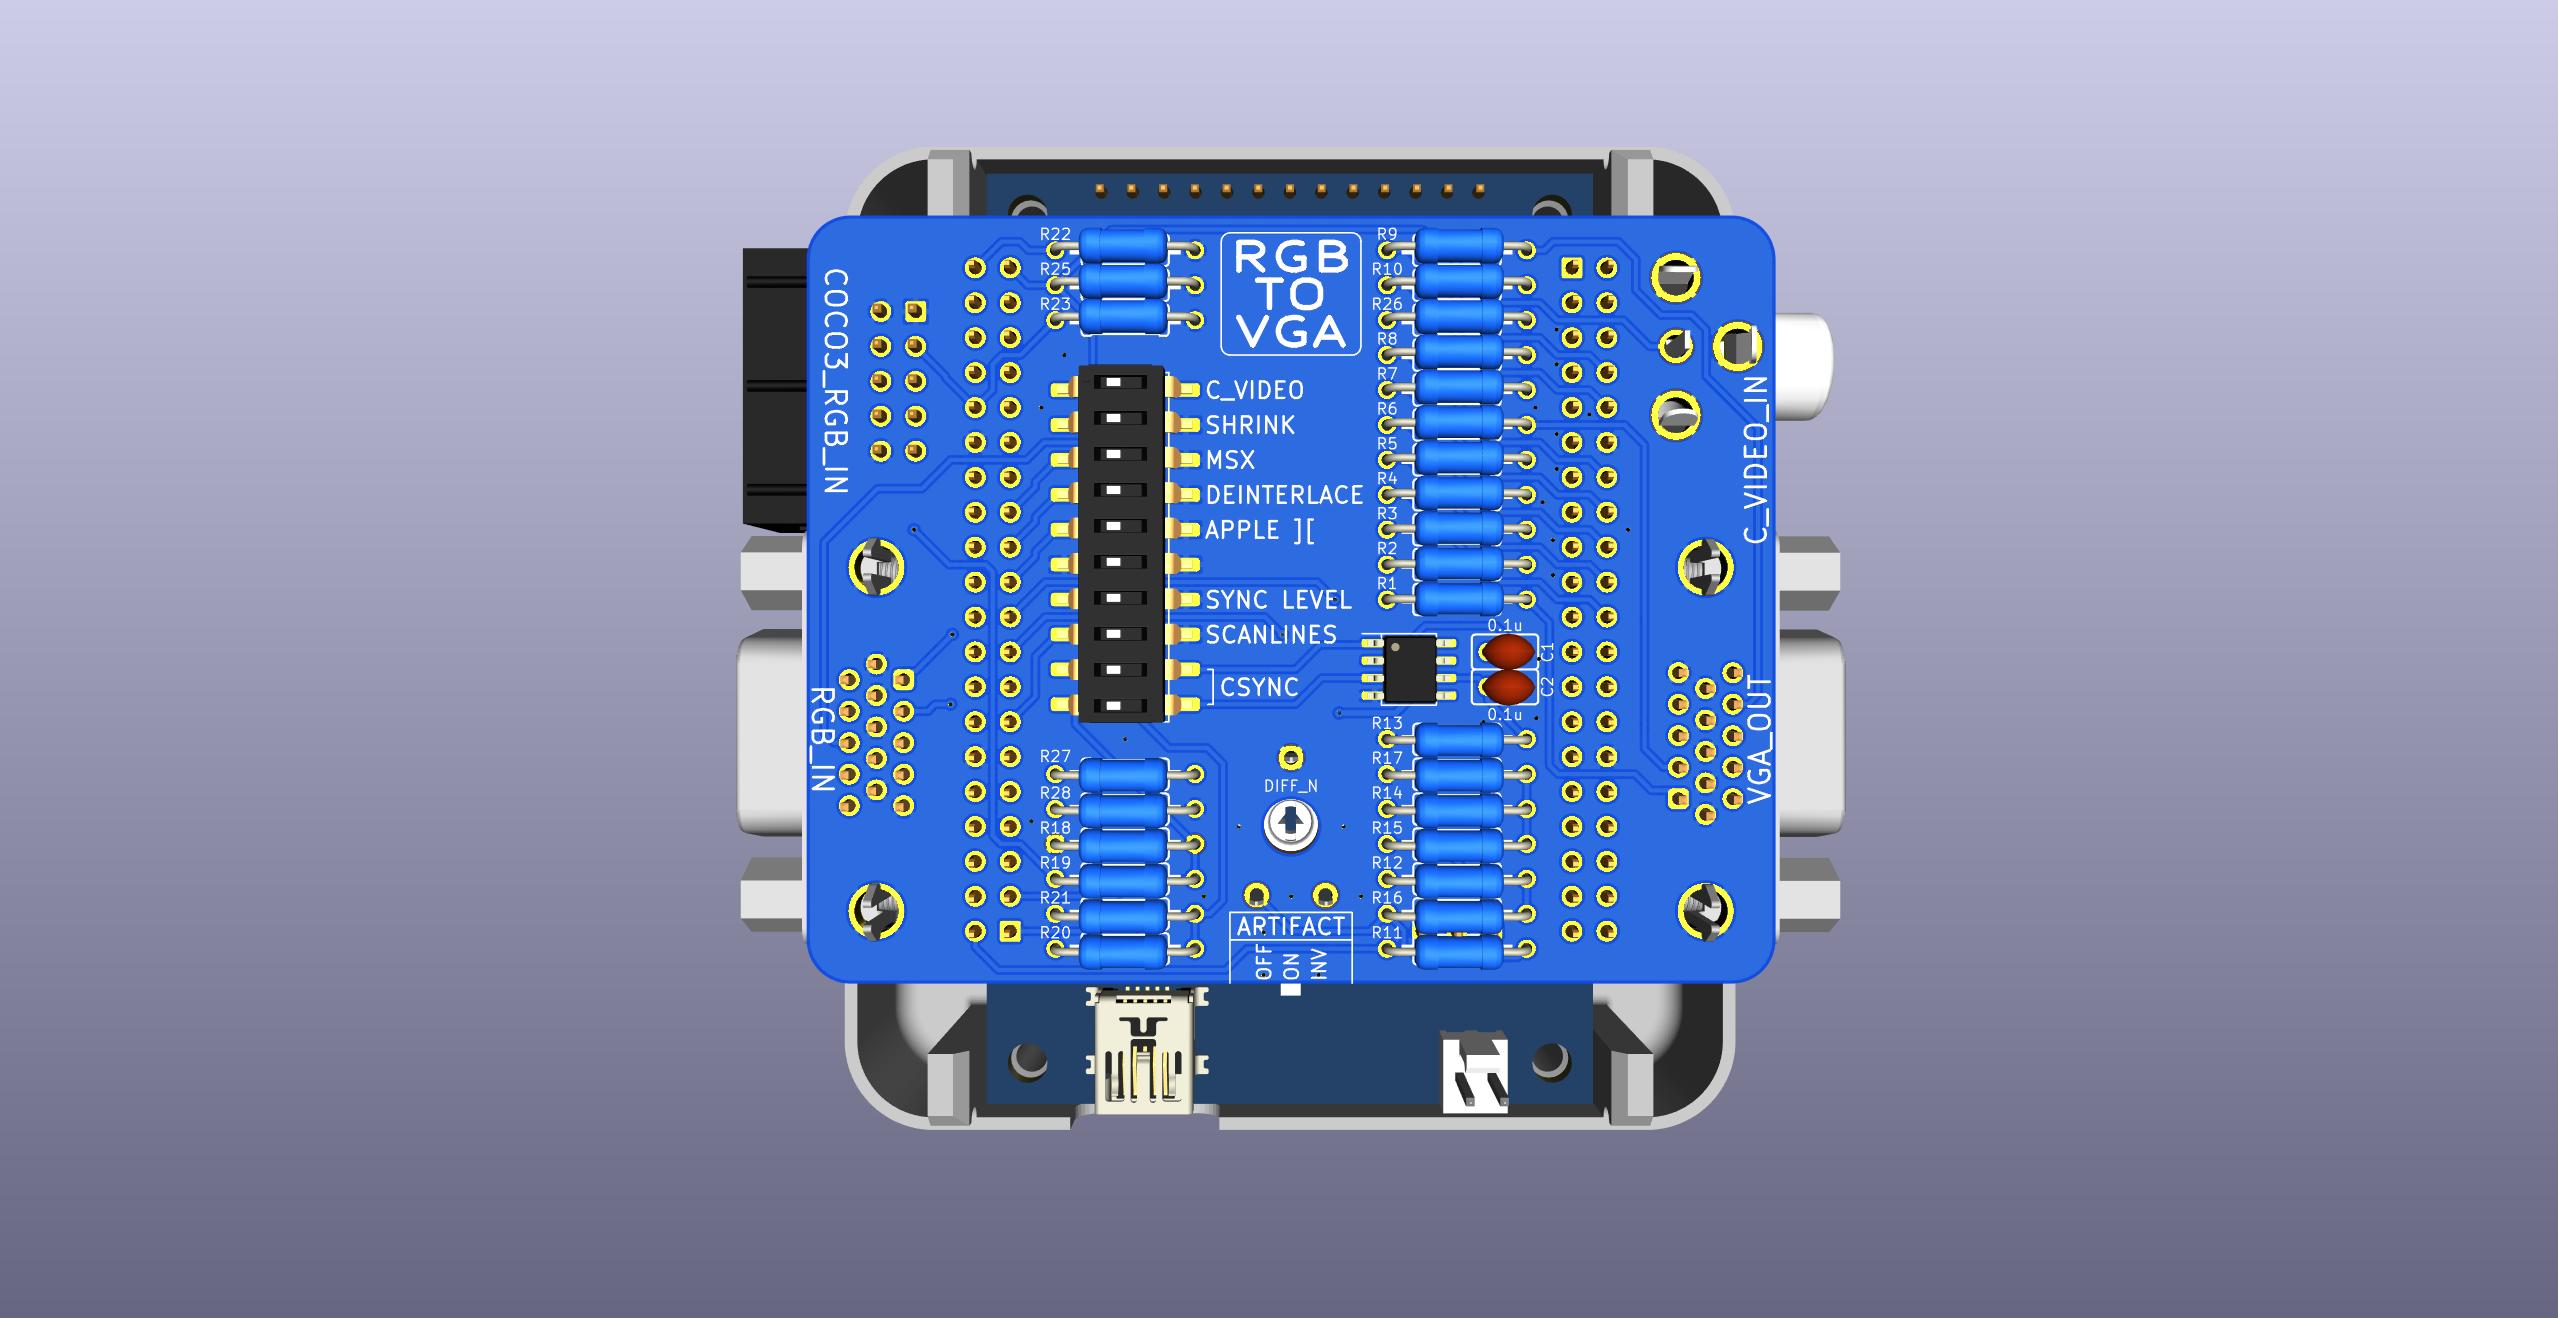 R22
R25
R23
RGB
TO
VGA
R9
R10
R26
R8
R7
R6
R5
R4
R3
R2
R1
COCO3_RGB_IN
C_VIDEO
SHRINK
MSX
DEINTERLACE
APPLE ][
SYNC LEVEL
SCANLINES
CSYNC
C_VIDEO_IN
0.1u
C1
C2
0.1u
RGB_IN
VGA_OUT
R27
R28
R18
R19
R21
R20
DIFF_N
R13
R17
R14
R15
R12
R16
R11
ARTIFACT
OFF
ON
INV